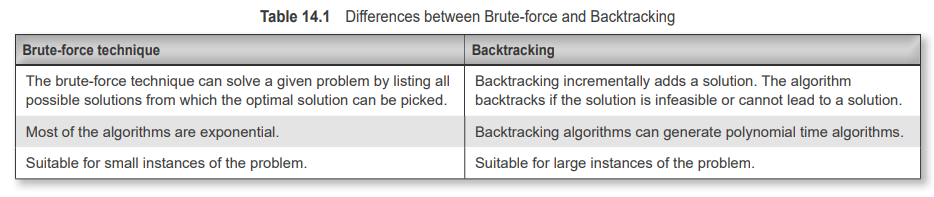 Table 14.1 Differences between Brute-force and Backtracking
Brute-force technique
Backtracking
The brute-force technique can solve a given problem by listing all
possible solutions from which the optimal solution can be picked.
Backtracking incrementally adds a solution. The algorithm
backtracks if the solution is infeasible or cannot lead to a solution.
Most of the algorithms are exponential.
Backtracking algorithms can generate polynomial time algorithms.
Suitable for small instances of the problem.
Suitable for large instances of the problem.